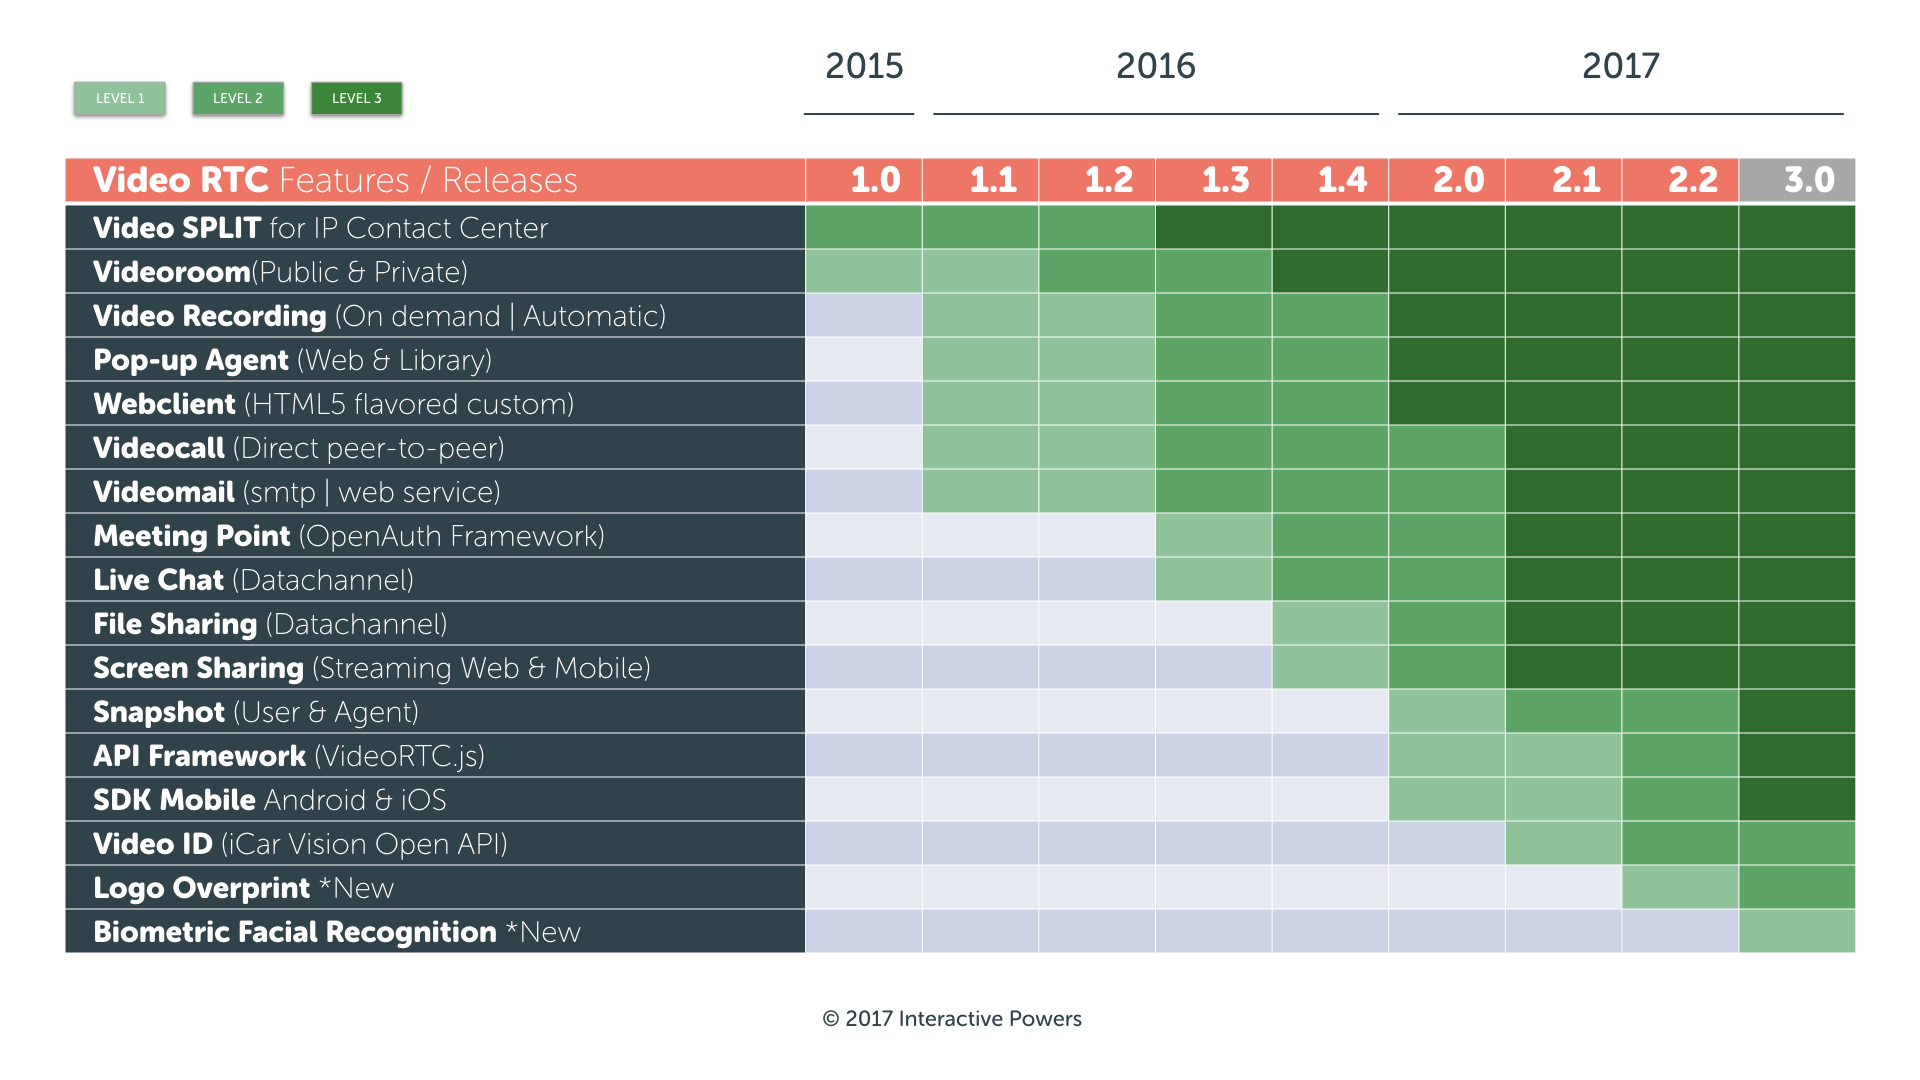 2015 2016 2017
LEVEL 1 LEVEL 2 LEVEL 3
Video RTC Features / Releases 1.0 1.1 1.2 1.3 1.4 2.0 2.1 2.2 3.0
Video SPLIT for IP Contact Center
Videoroom(Public & Private)
Video Recording (On demand | Automatic)
Pop-up Agent (Web & Library)
Webclient (HTML5 flavored custom)
Videocall (Direct peer-to-peer)
Videomail (smtp | web service)
Meeting Point (OpenAuth Framework)
Live Chat (Datachannel)
File Sharing (Datachannel)
Screen Sharing (Streaming Web & Mobile)
Snapshot (User & Agent)
API Framework (VideoRTC.js)
SDK Mobile Android & iOS
Video ID (iCar Vision Open API)
Logo Overprint *New
Biometric Facial Recognition *New
© 2017 Interactive Powers